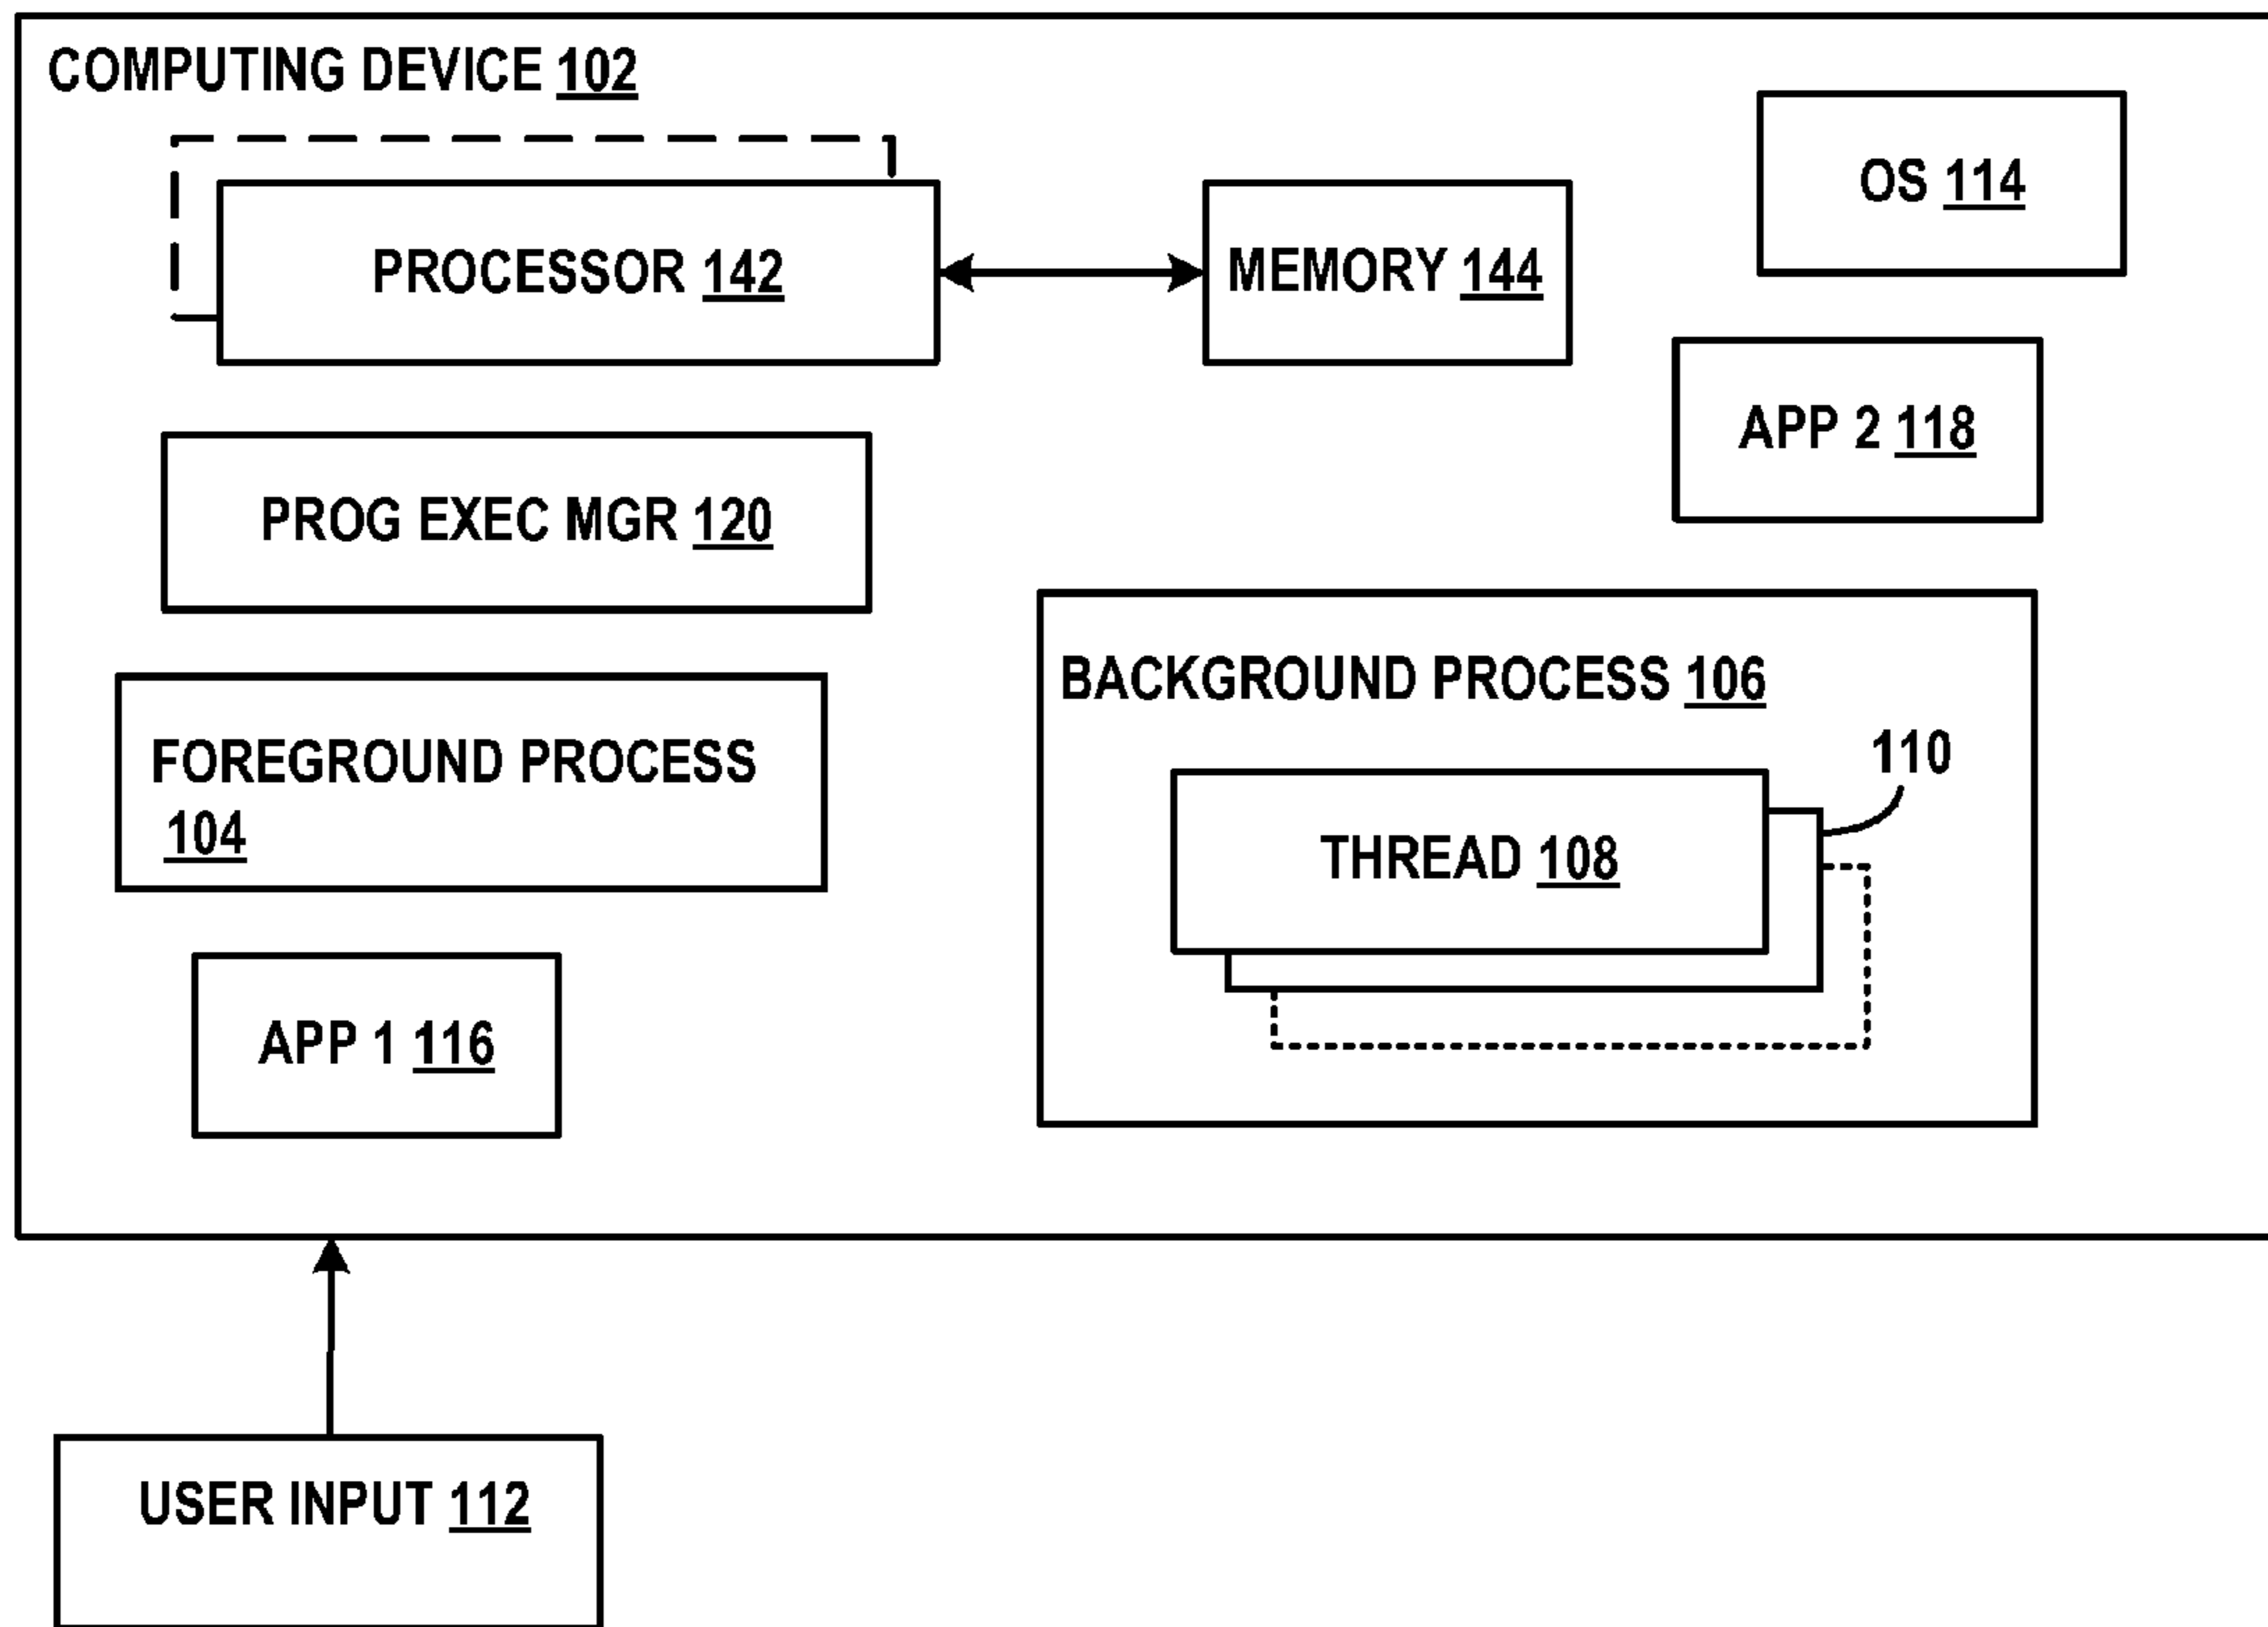 COMPUTING DEVICE 102
OS 114
PROCESSOR 142
MEMORY 144
APP 2 118
PROG EXEC MGR 120
BACKGROUND PROCESS 106
110
FOREGROUND PROCESS
104
THREAD 108
APP 1 116
USER INPUT 112